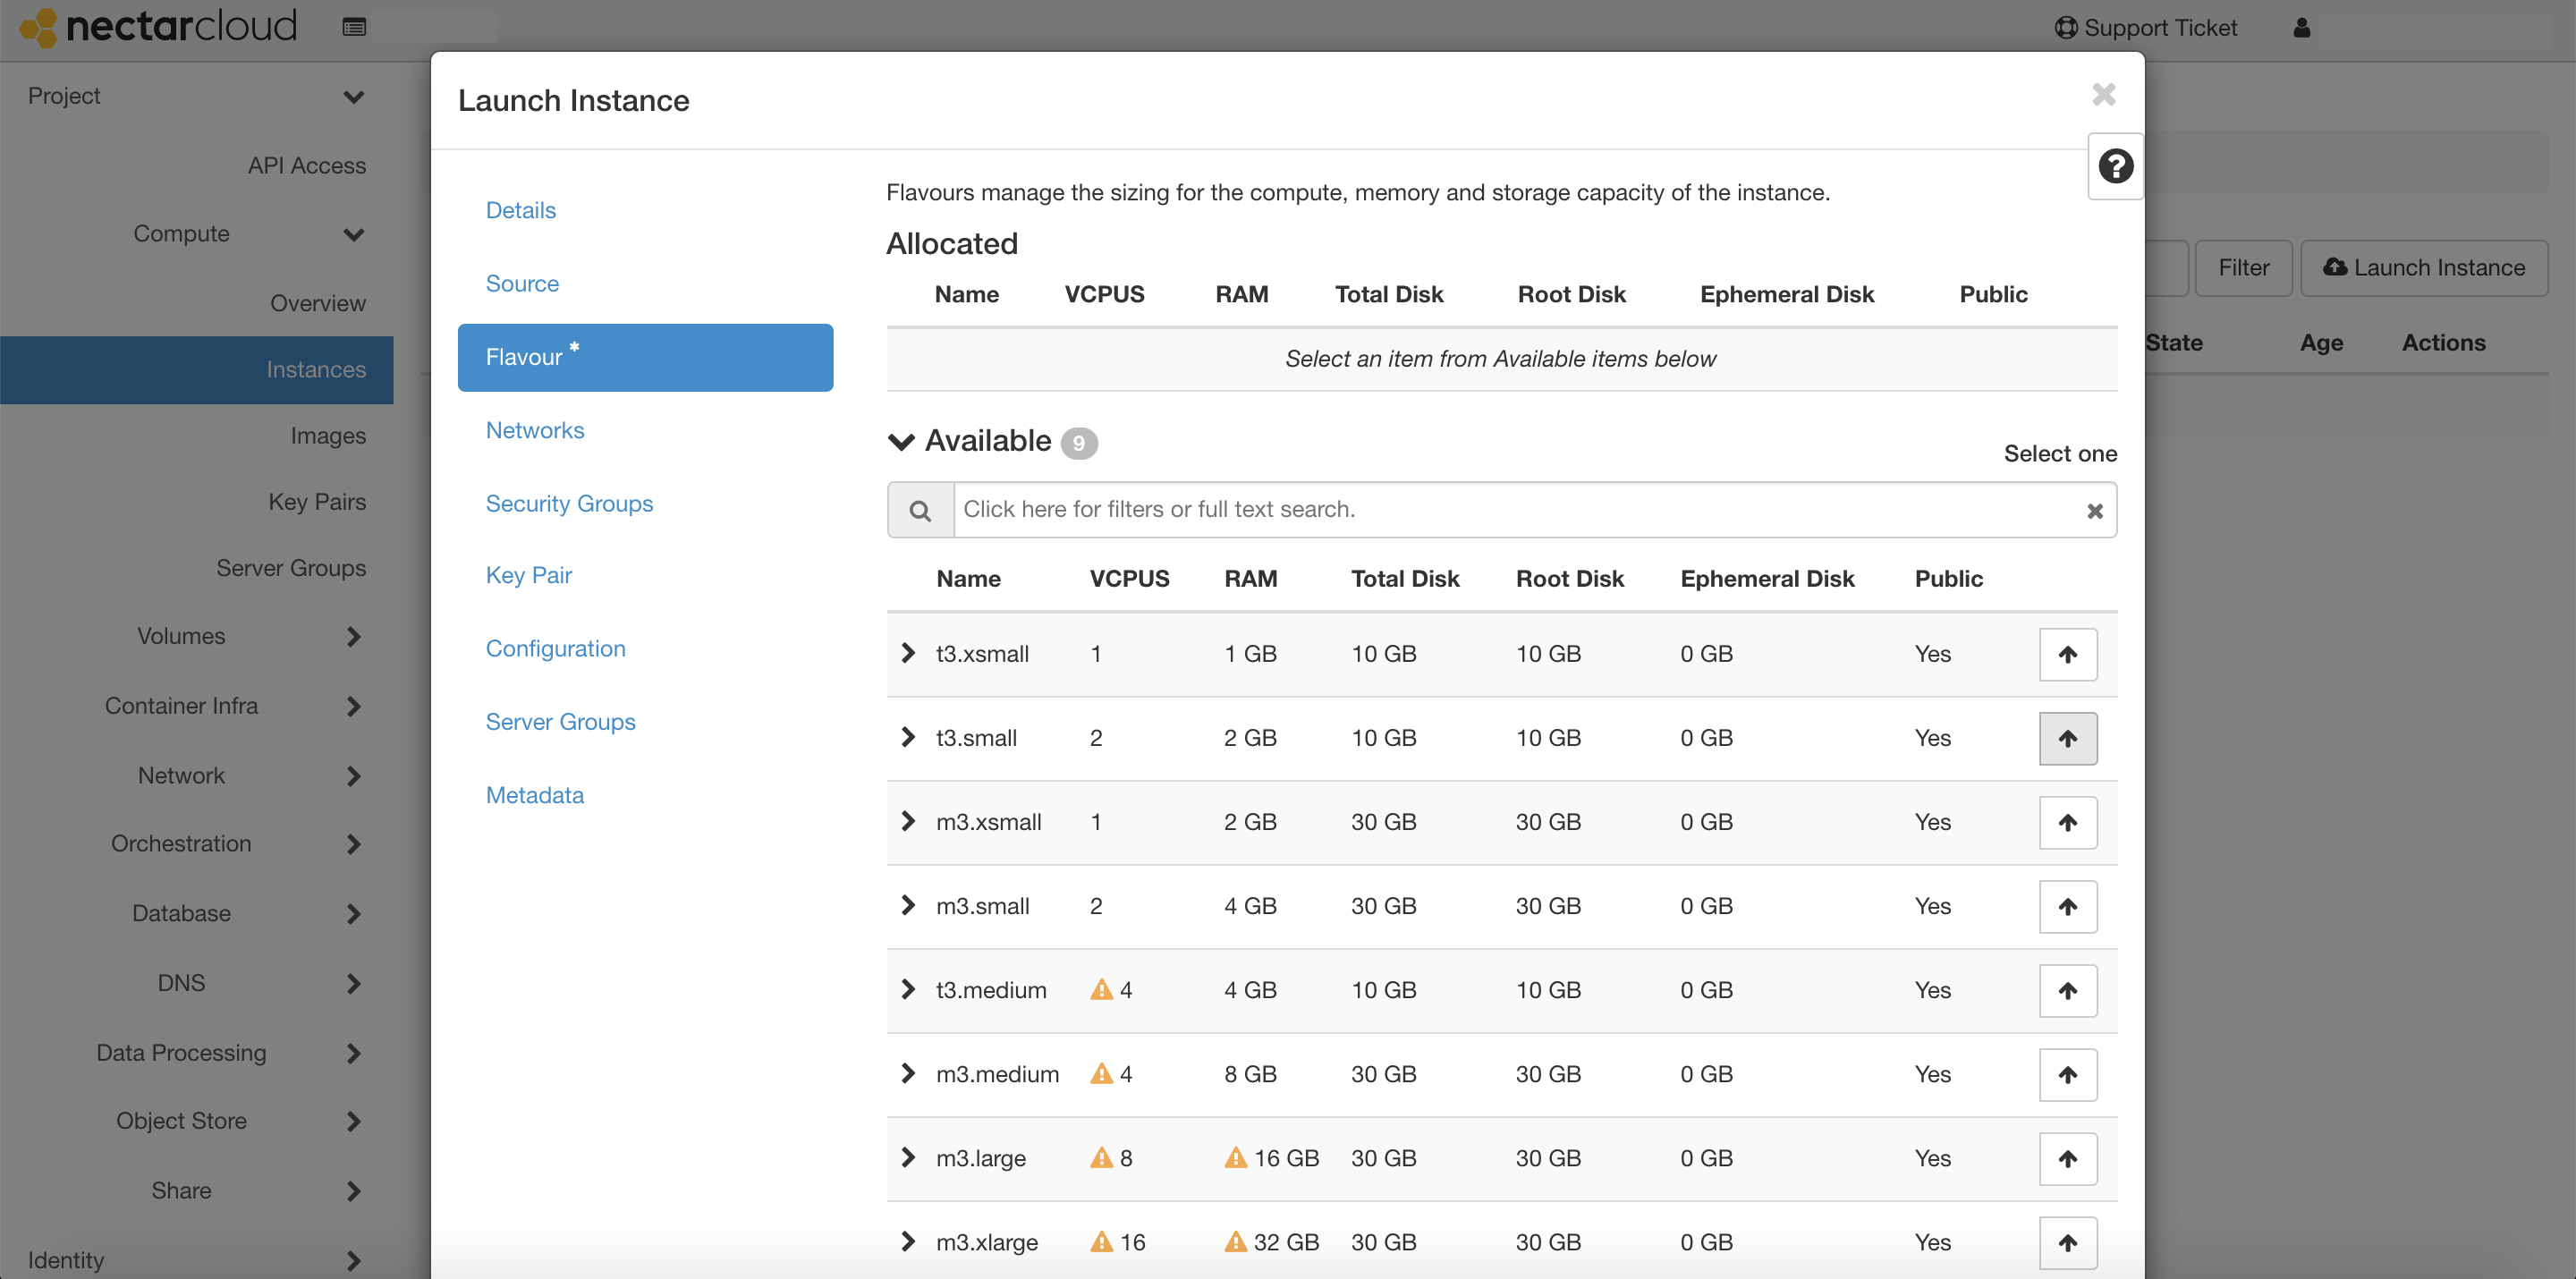 nectarcloud
Support Ticket
Project
API Access
Compute
Overview
Instances
Images
Key Pairs
Server Groups
Volumes
Container Infra
Network
Orchestration
Database
DNS
Data Processing
Object Store
Share
Identity
Launch Instance
Details
Source
Flavour *
Networks
Security Groups
Key Pair
Configuration
Server Groups
Metadata
Flavours manage the sizing for the compute, memory and storage capacity of the instance.
Allocated
Name VCPUS RAM Total Disk Root Disk Ephemeral Disk Public
Select an item from Available items below
Available 9
Select one
Click here for filters or full text search.
Name VCPUS RAM Total Disk Root Disk Ephemeral Disk Public
t3.xsmall 1 1 GB 10 GB 10 GB 0 GB Yes
t3.small 2 2 GB 10 GB 10 GB 0 GB Yes
m3.xsmall 1 2 GB 30 GB 30 GB 0 GB Yes
m3.small 2 4 GB 30 GB 30 GB 0 GB Yes
t3.medium 4 4 GB 10 GB 10 GB 0 GB Yes
m3.medium 4 8 GB 30 GB 30 GB 0 GB Yes
m3.large 8 16 GB 30 GB 30 GB 0 GB Yes
m3.xlarge 16 32 GB 30 GB 30 GB 0 GB Yes
Filter Launch Instance
State Age Actions